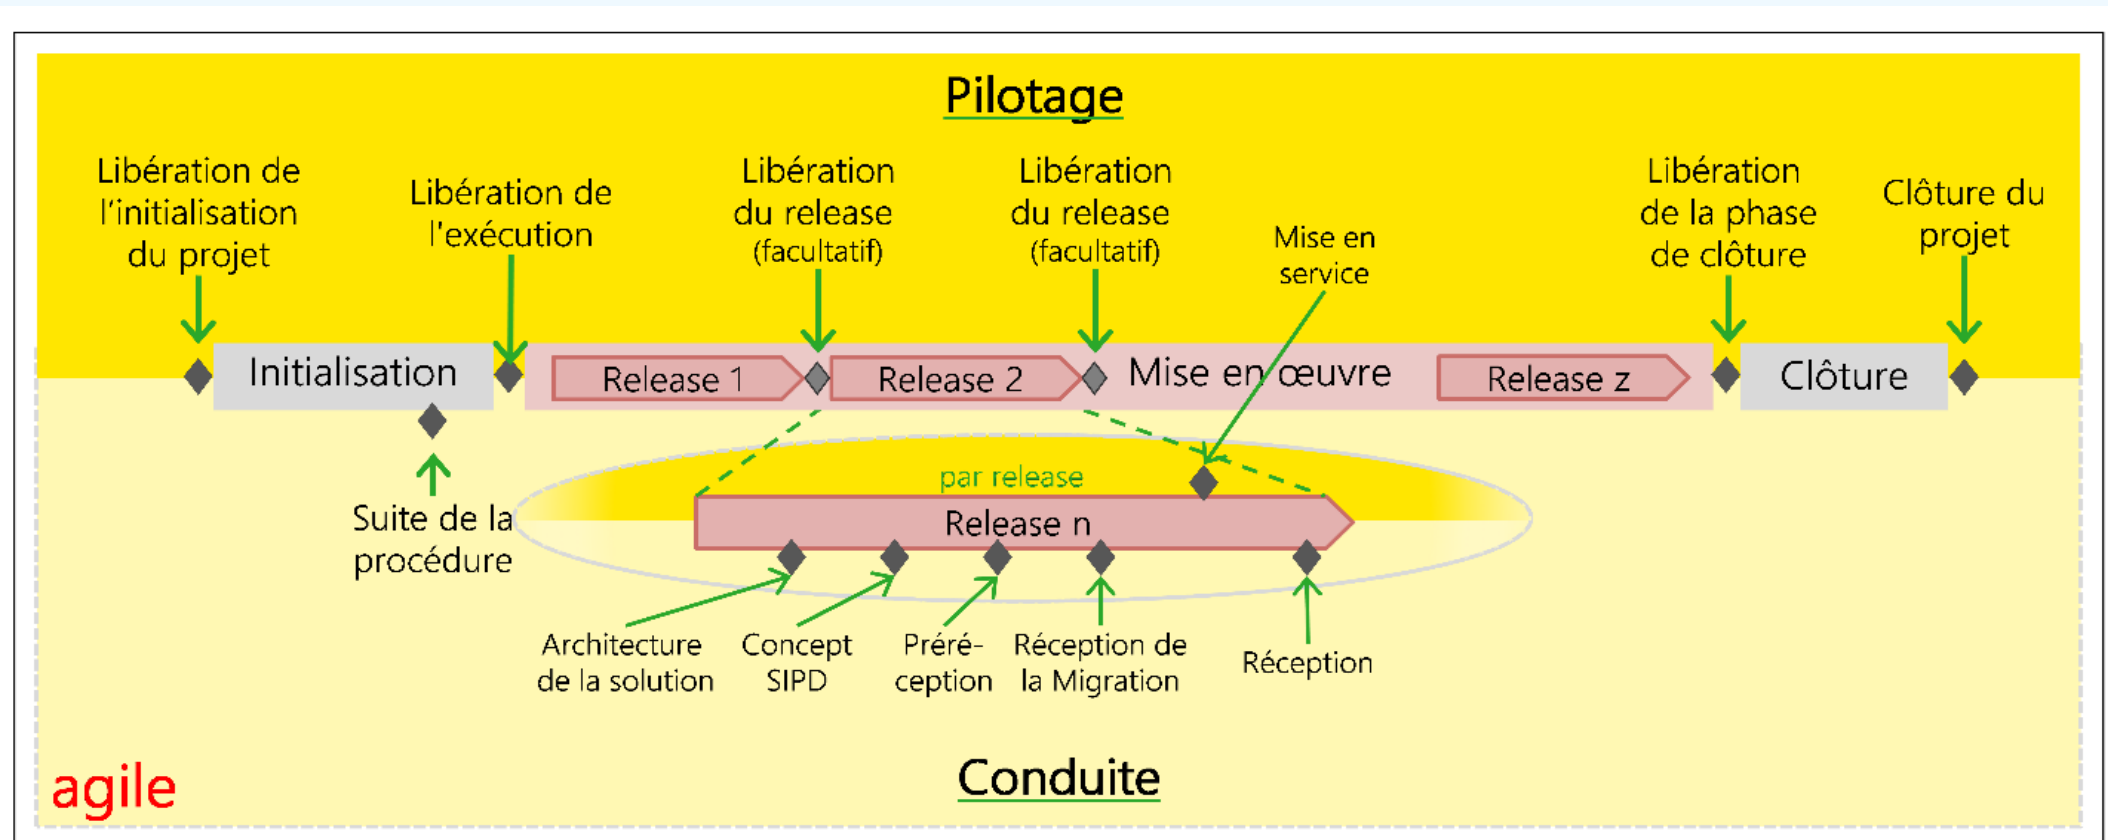 Pilotage
Libération de
l'initialisation
du projet
Libération de
l'exécution
Libération
du release
(facultatif)
Libération
du release
(facultatif)
Mise en
service
Libération
de la phase
de clôture
Clôture du
projet
Initialisation
Release 1
Release 2
Mise en œuvre
Release z
Clôture
Suite de la
procédure
par release
Release n
Architecture
de la solution
Concept
SIPD
Préré-
ception
Réception de
la Migration
Réception
agile
Conduite